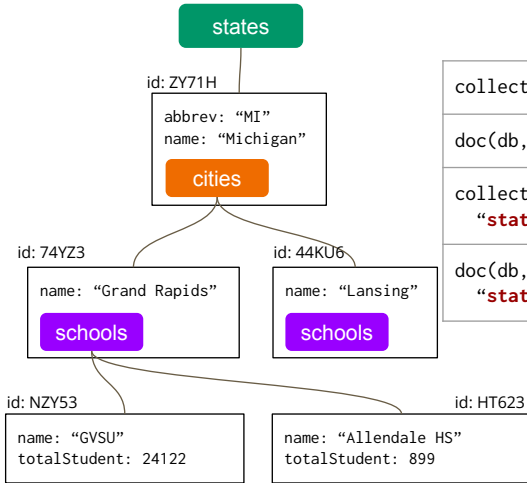 states
id: ZY71H
abbrev: “MI”
name: “Michigan”
cities
id: 74YZ3
name: “Grand Rapids”
schools
id: 44KU6
name: “Lansing”
schools
id: NZY53
name: “GVSU”
totalStudent: 24122
id: HT623
name: “Allendale HS”
totalStudent: 899
collect
doc(db,
collect
“stat
doc(db,
“stat